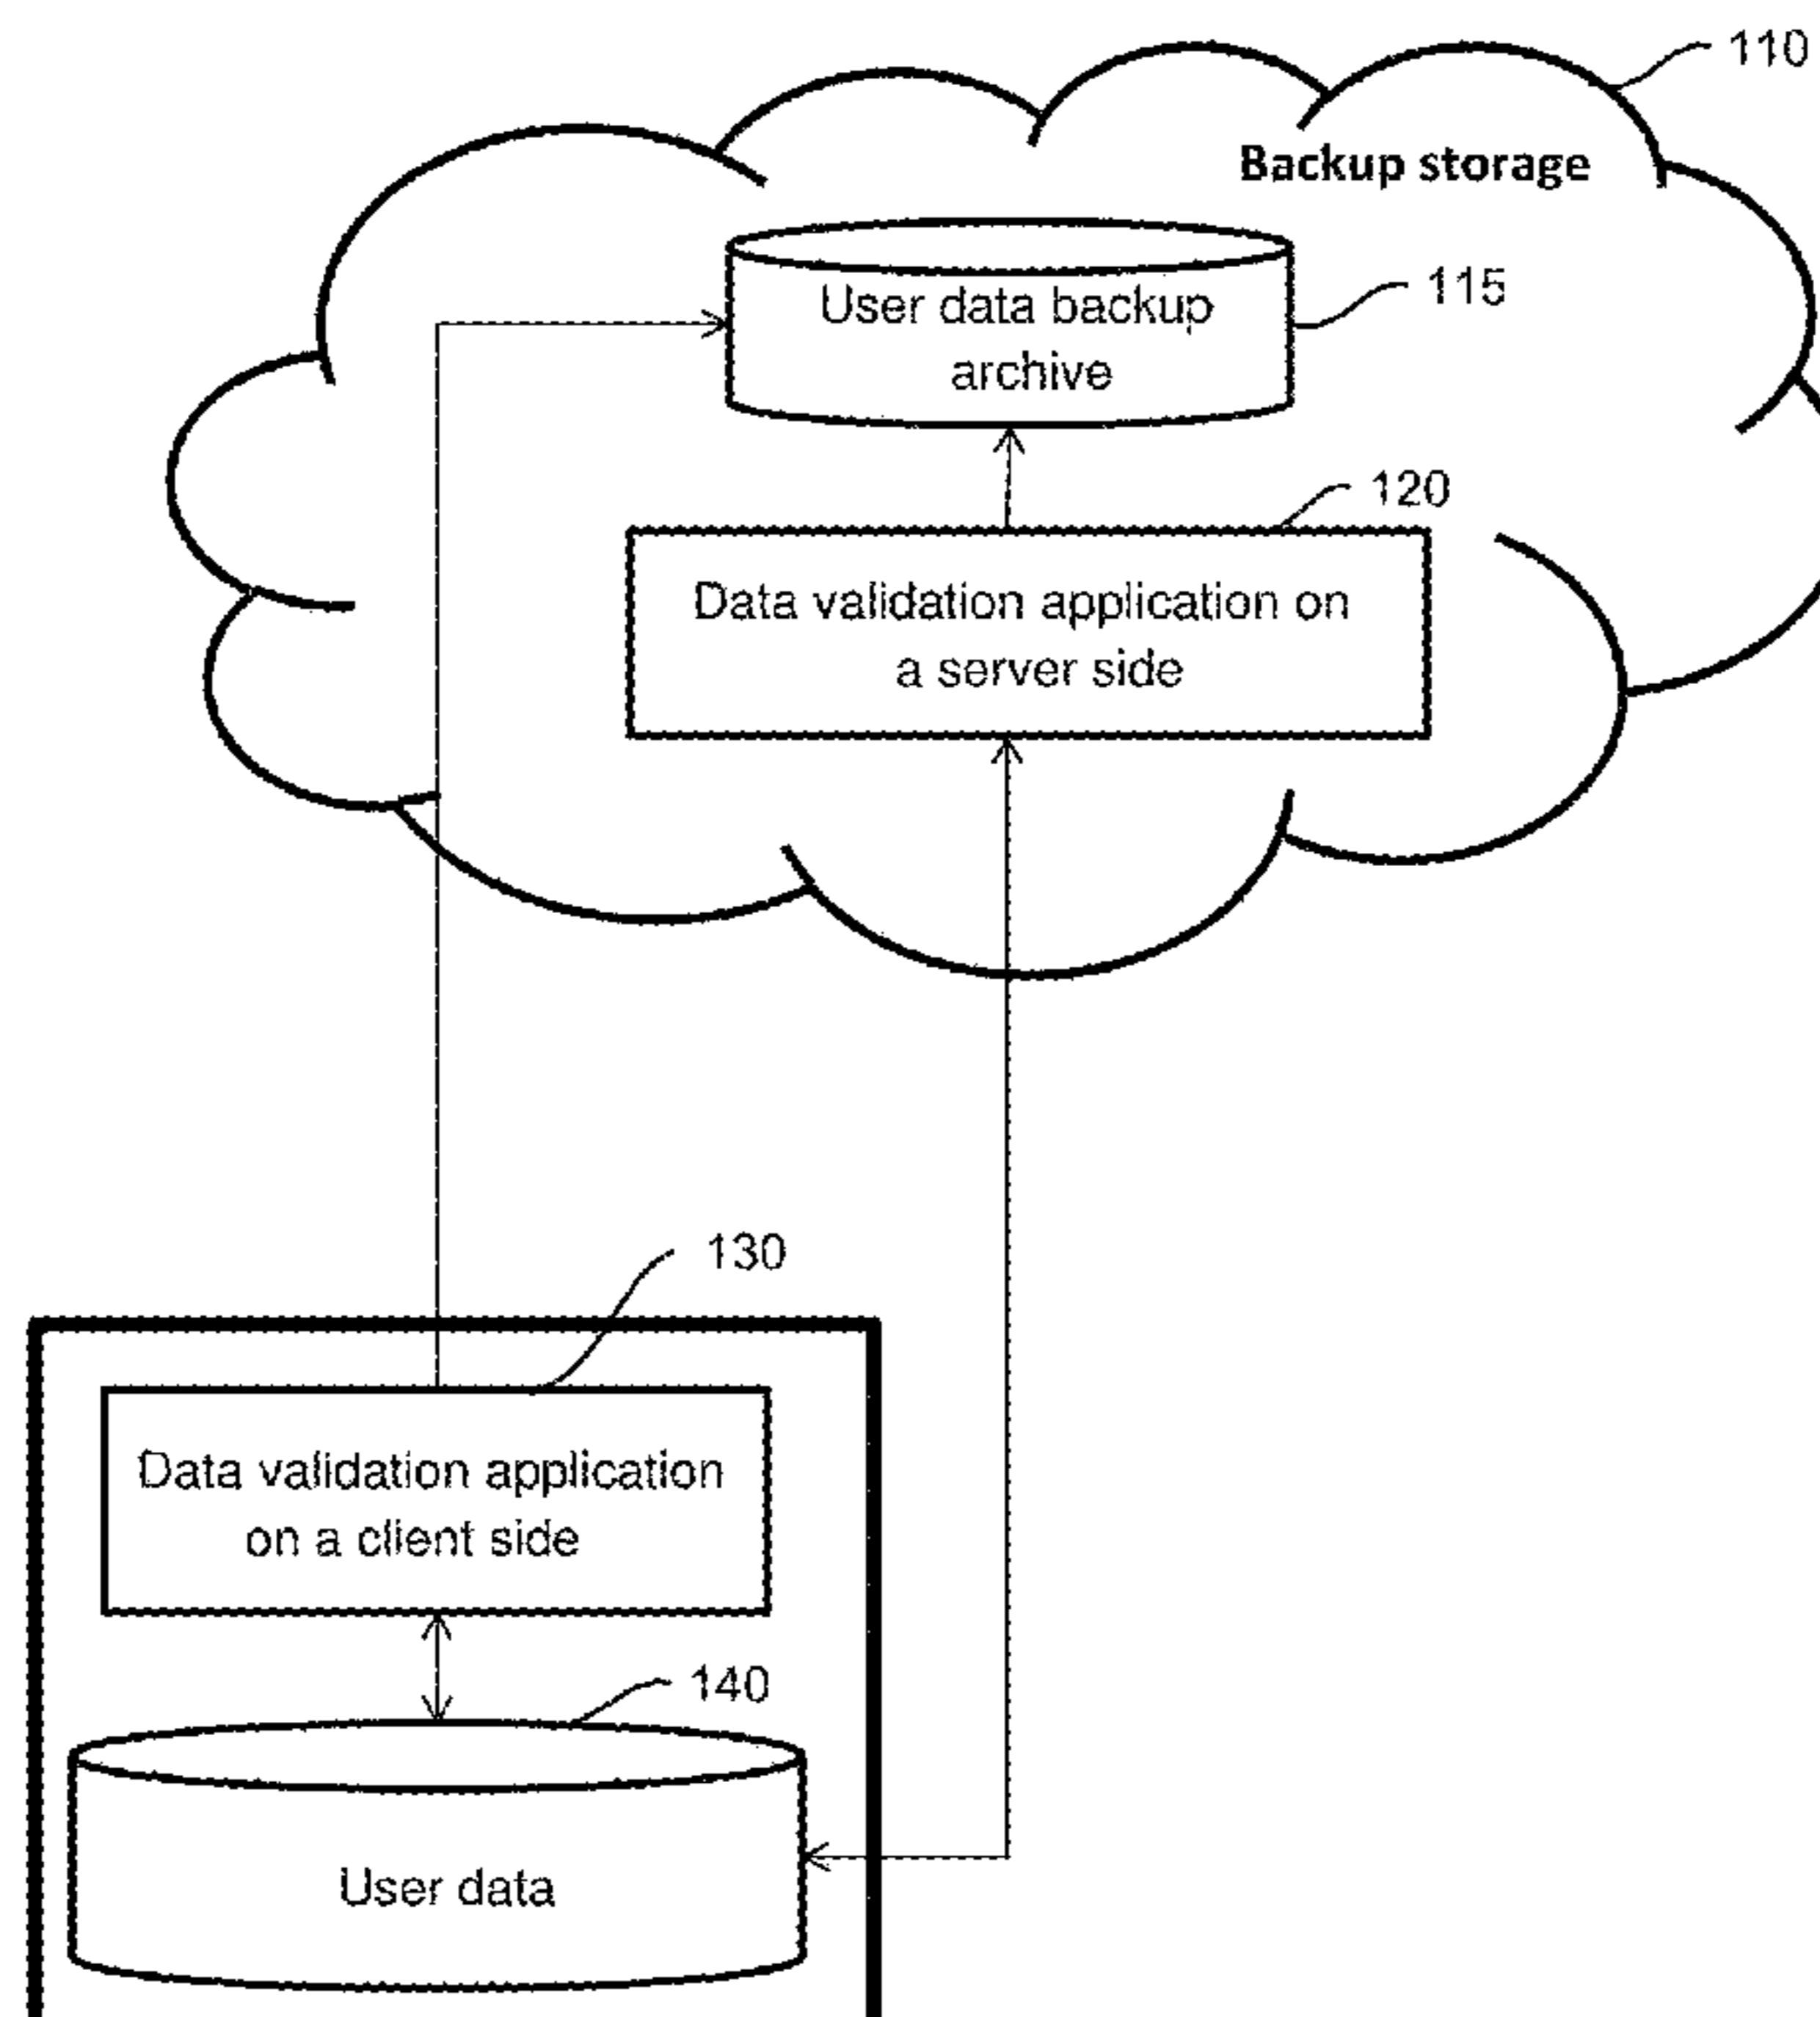 110
Backup storage
User data backup
archive
115
120
Data validation application on
a server side
130
Data validation application
on a client side
140
User data